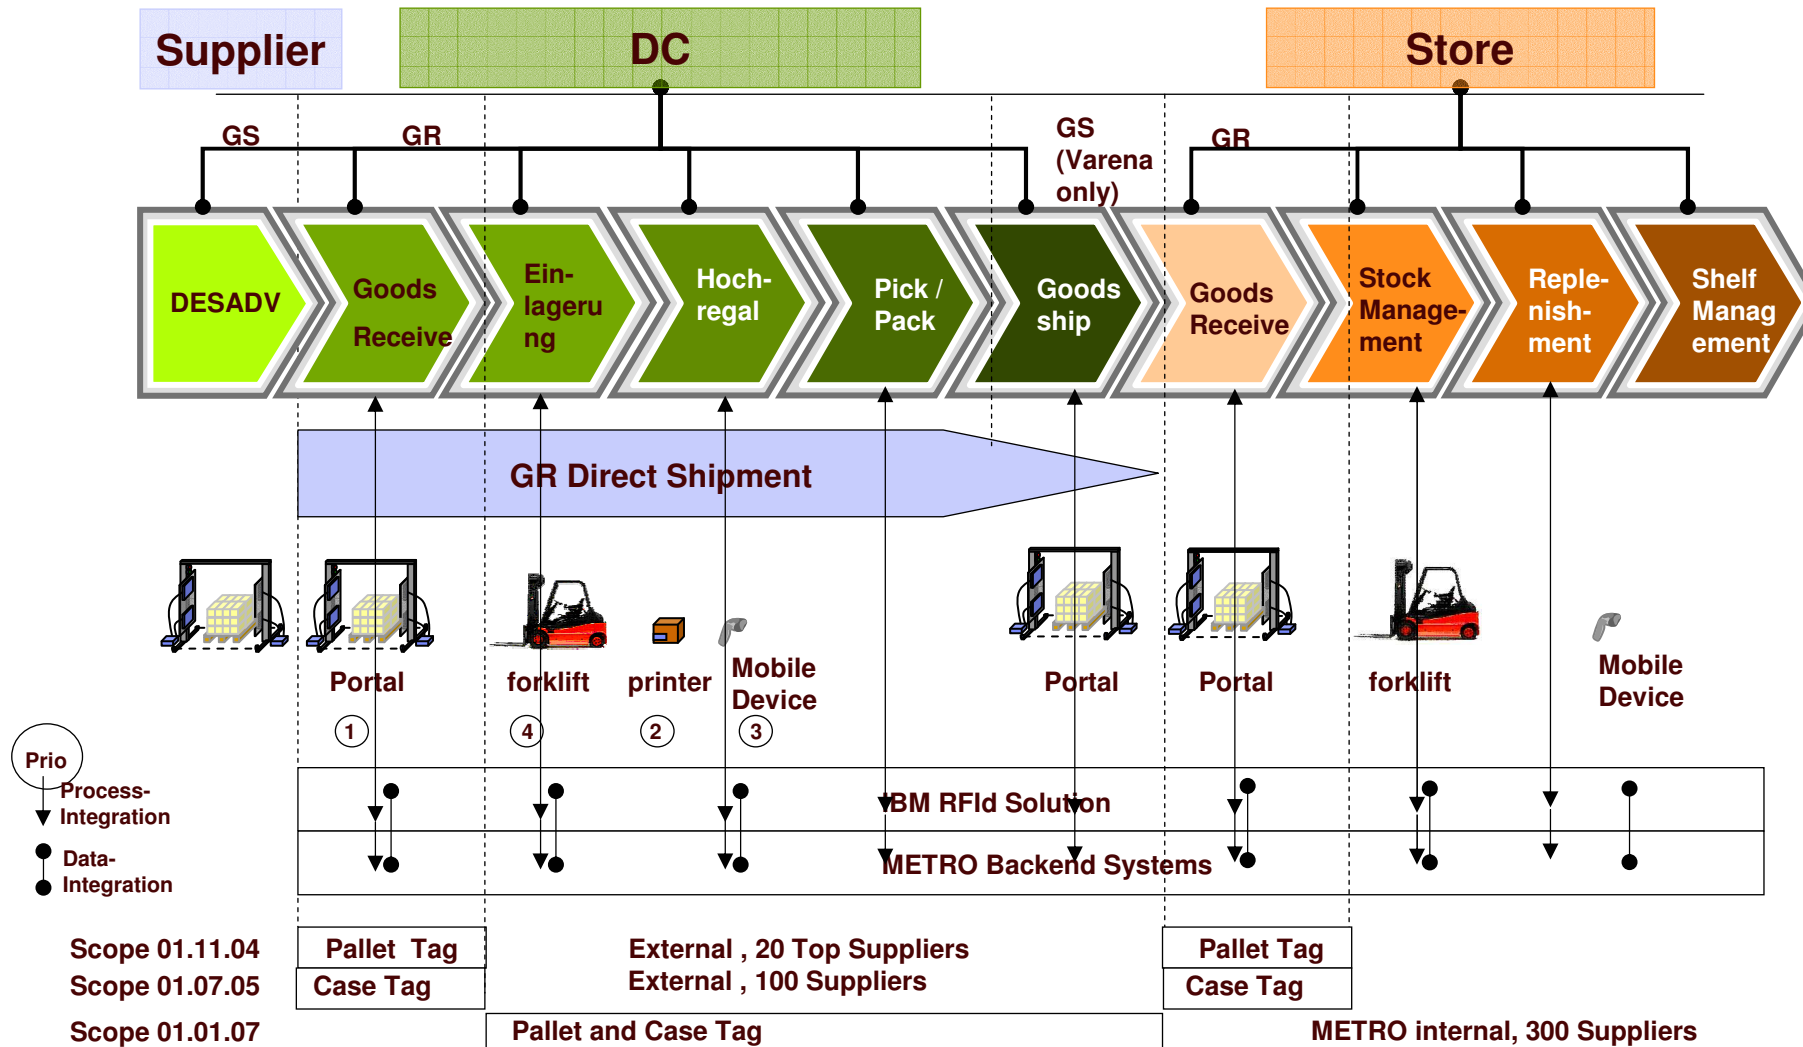 Supplier
DC
Store
GS
GR
GS
(Varena
only)
GR
DESADV
Goods
Receive
Ein-
lageru
ng
Hoch-
regal
Pick /
Pack
Goods
ship
Goods
Receive
Stock
Manage-
ment
Reple-
nish-
ment
Shelf
Manag
ement
GR Direct Shipment
Portal
forklift
printer
Mobile
Device
Portal
Portal
forklift
Mobile
Device
1
4
2
3
Prio
Process-
Integration
Data-
Integration
IBM RFId Solution
METRO Backend Systems
Scope 01.11.04
Pallet Tag
External , 20 Top Suppliers
Pallet Tag
Scope 01.07.05
Case Tag
External , 100 Suppliers
Case Tag
Scope 01.01.07
Pallet and Case Tag
METRO internal, 300 Suppliers